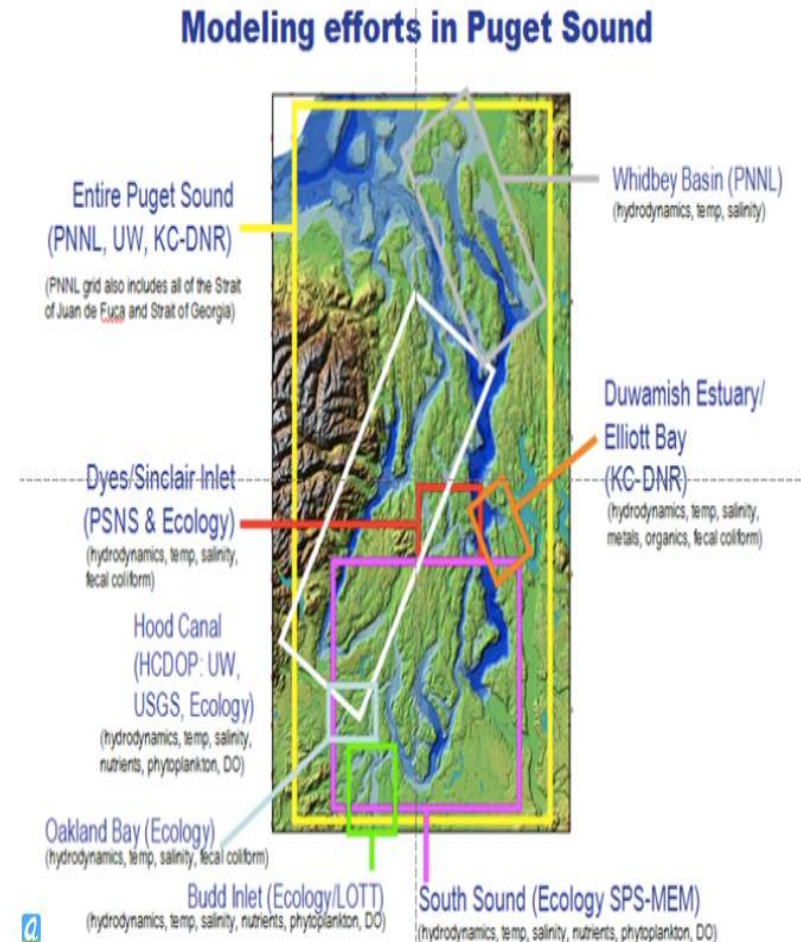 Modeling efforts in Puget Sound
Entire Puget Sound
(PNNL, UW, KC-DNR)
(PNNL grid also includes all of the Strait
of Juan de Fuca and Strait of Georgia)
Whidbey Basin (PNNL)
(hydrodynamics, temp, salinity)
Duwamish Estuary/
Elliott Bay
(KC-DNR)
(hydrodynamics, temp, salinity,
metals, organics, fecal coliform)
Dyes/Sinclair Inlet
(PSNS & Ecology)
(hydrodynamics, temp, salinity,
fecal coliform)
Hood Canal
(HCDOP: UW,
USGS, Ecology)
(hydrodynamics, temp, salinity,
nutrients, phytoplankton, DO)
Oakland Bay (Ecology)
(hydrodynamics, temp, salinity, fecal coliform)
Budd Inlet (Ecology/LOTT)
(hydrodynamics, temp, salinity, nutrients, phytoplankton, DO)
South Sound (Ecology SPS-MEM)
(hydrodynamics, temp, salinity, nutrients, phytoplankton, DO)
a